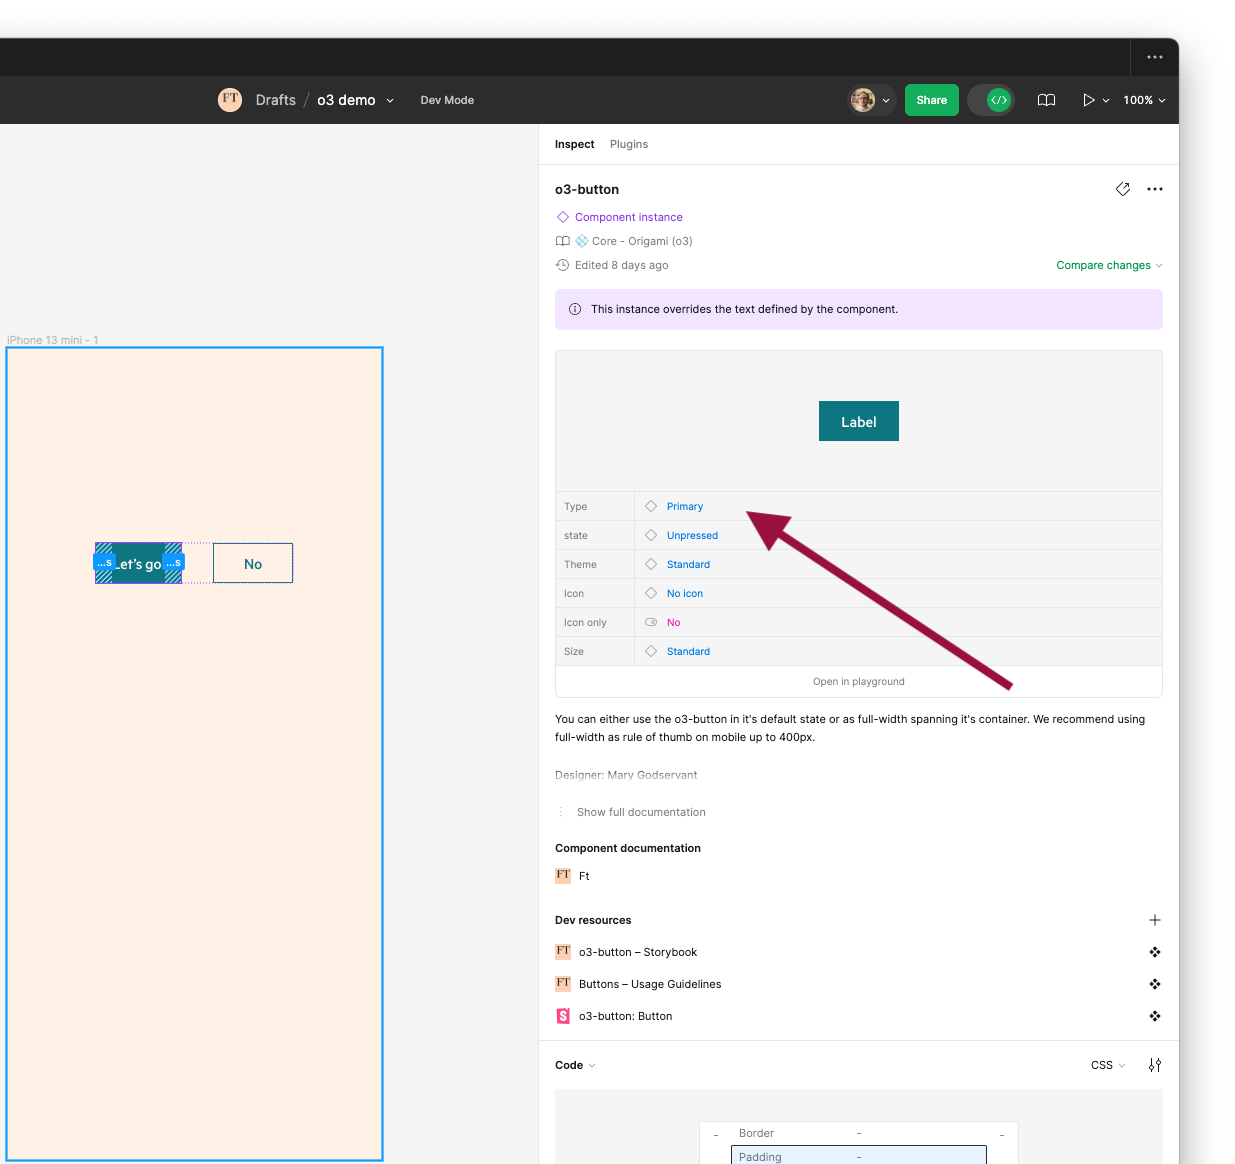 FT Drafts / o3 demo Dev Mode Share </> 100%
Inspect Plugins
o3-button
Component instance
Core - Origami (o3)
Edited 8 days ago Compare changes
This instance overrides the text defined by the component.
iPhone 13 mini - 1
...s Let’s go ...s No
Label
Type Primary
state Unpressed
Theme Standard
Icon No icon
Icon only No
Size Standard
Open in playground
You can either use the o3-button in it's default state or as full-width spanning it's container. We recommend using
full-width as rule of thumb on mobile up to 400px.
Designer: Mary Godservant
Show full documentation
Component documentation
FT Ft
Dev resources
FT o3-button – Storybook
FT Buttons – Usage Guidelines
S o3-button: Button
Code CSS
- Border - -
Padding -